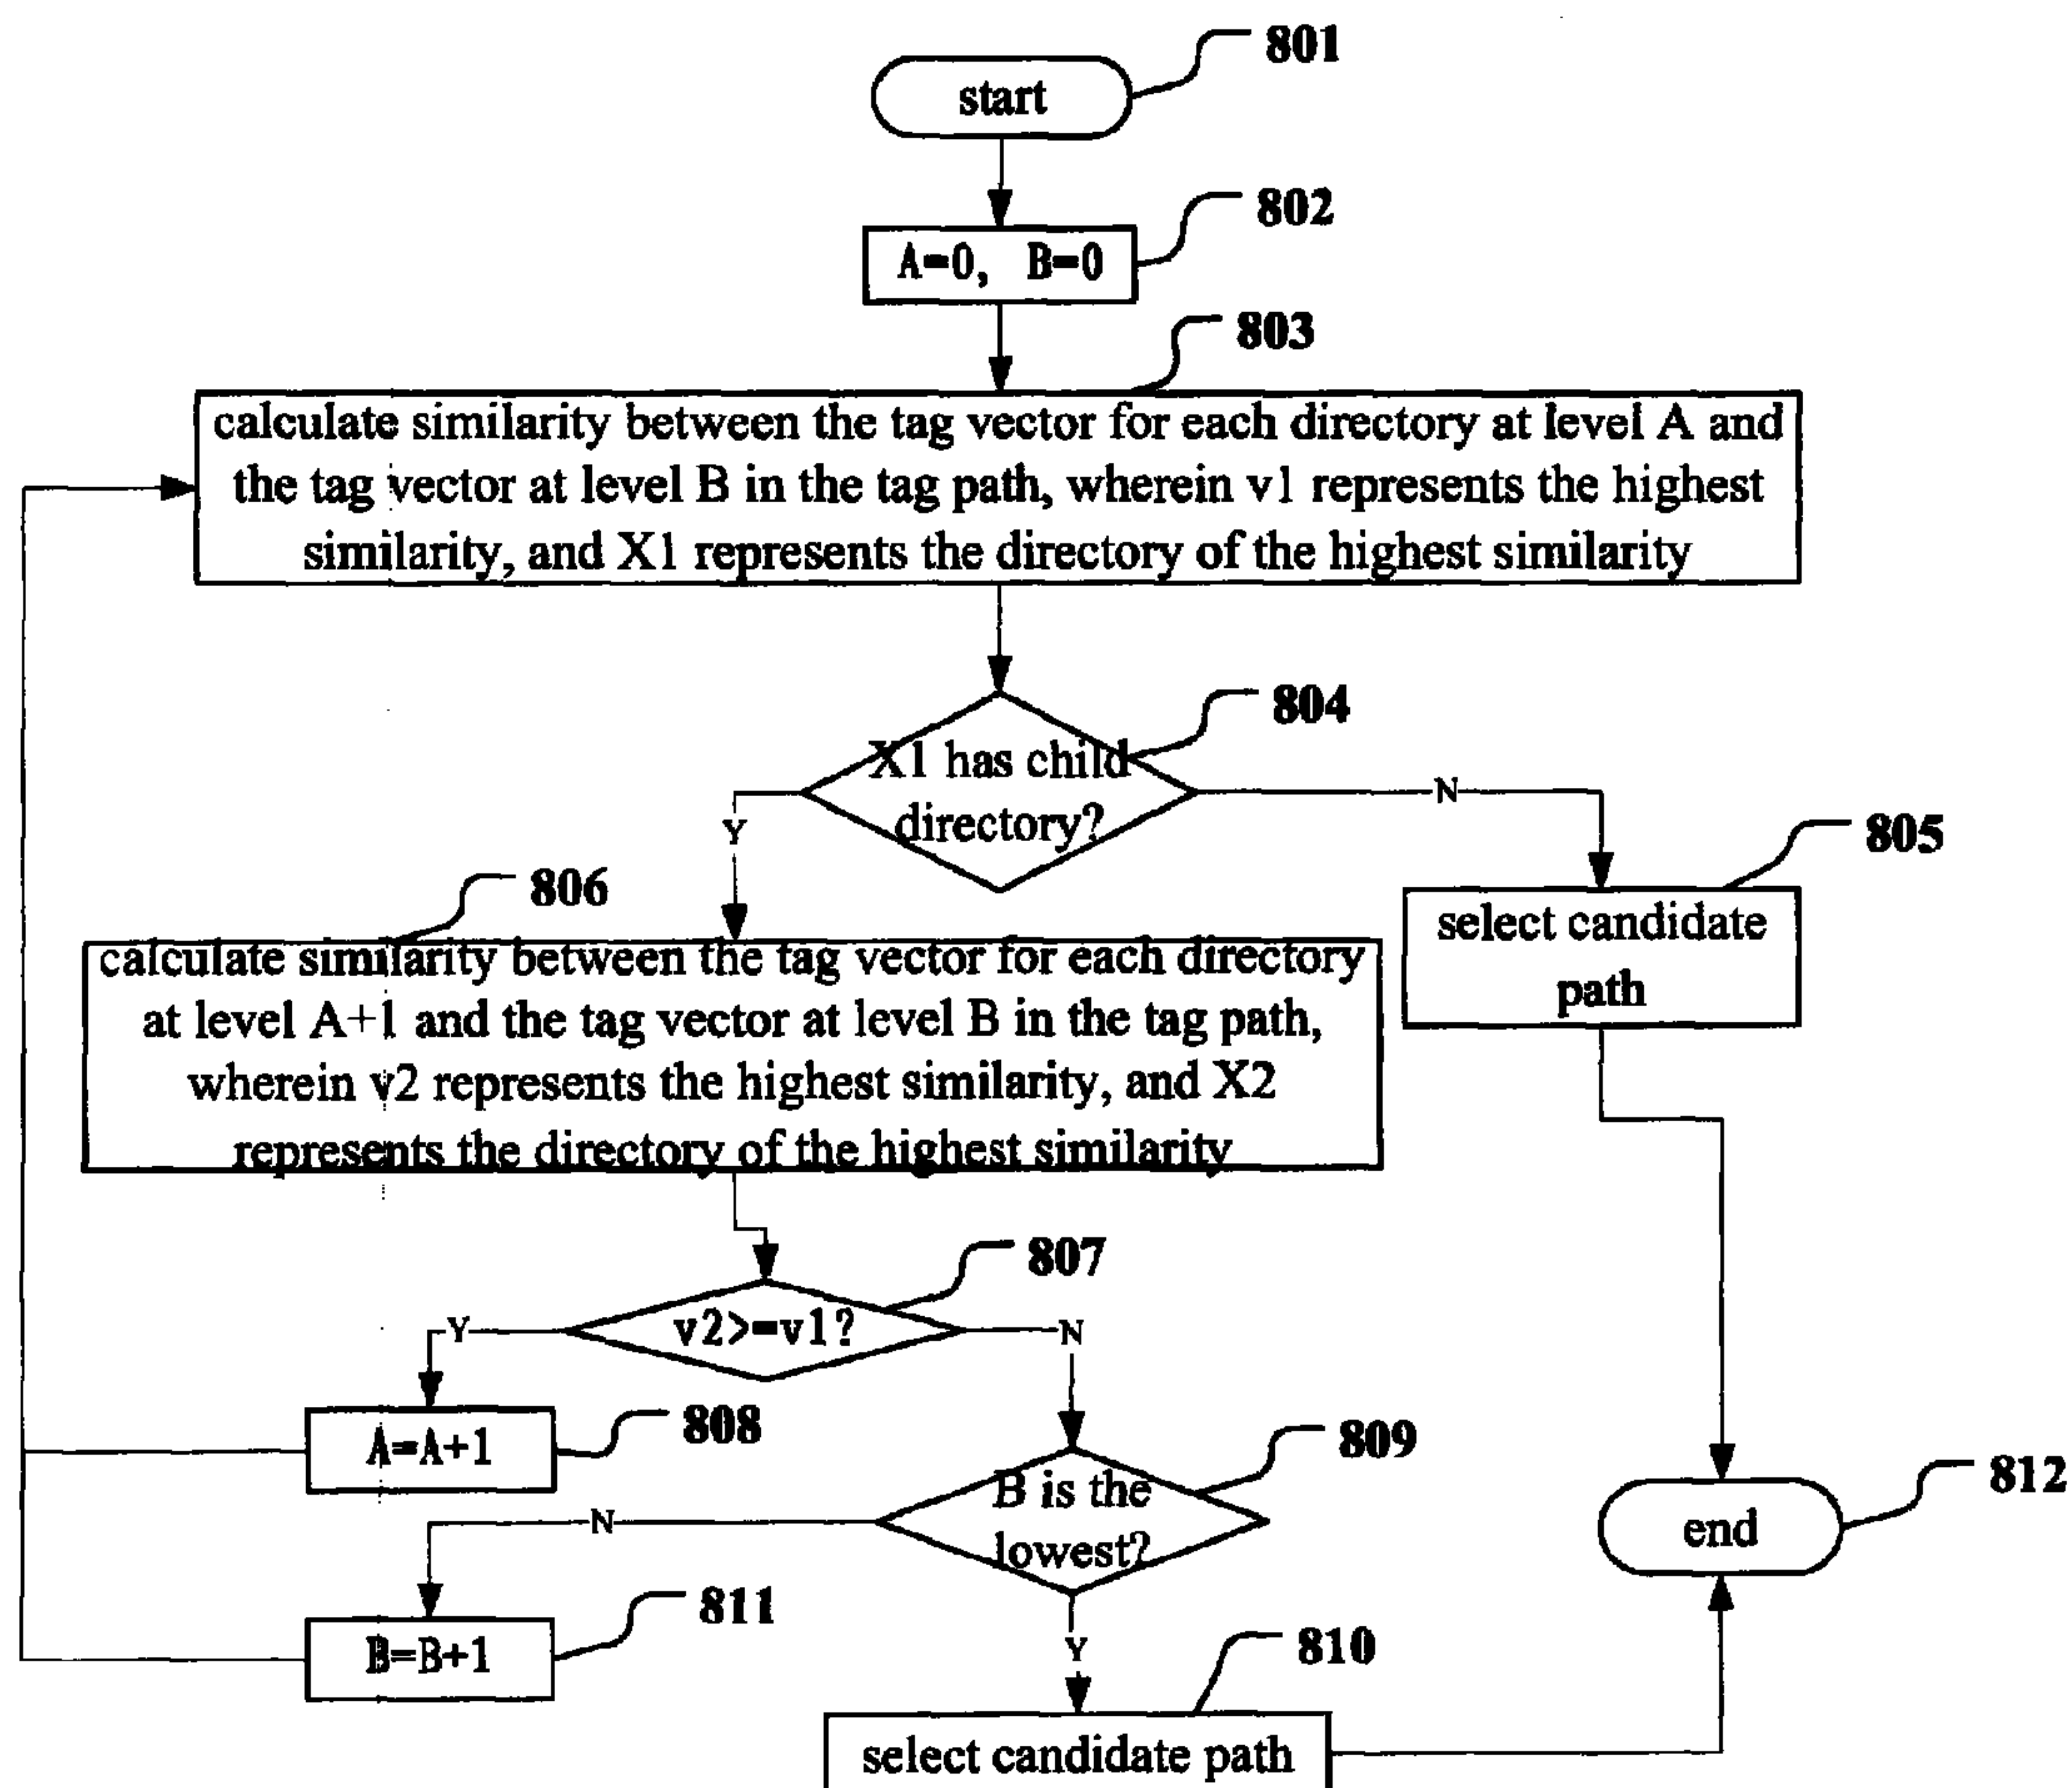 801
start
802
A=0, B=0
803
calculate similarity between the tag vector for each directory at level A and
the tag vector at level B in the tag path, wherein v1 represents the highest
similarity, and X1 represents the directory of the highest similarity
804
X1 has child
directory?
N
Y
805
select candidate
path
806
calculate similarity between the tag vector for each directory
at level A+1 and the tag vector at level B in the tag path,
wherein v2 represents the highest similarity, and X2
represents the directory of the highest similarity
807
v2>=v1?
Y
N
808
A=A+1
809
B is the
lowest?
N
Y
812
end
811
B=B+1
810
select candidate path